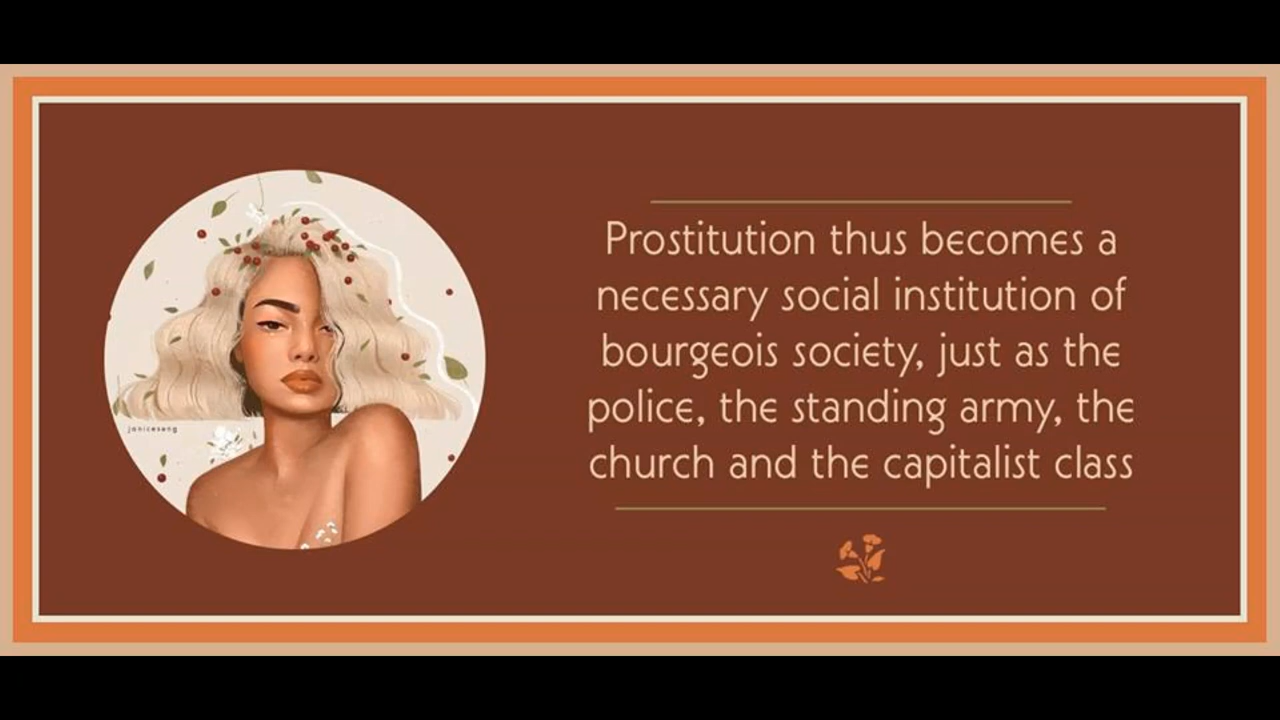 janicesung
Prostitution thus becomes a
necessary social institution of
bourgeois society, just as the
police, the standing army, the
church and the capitalist class